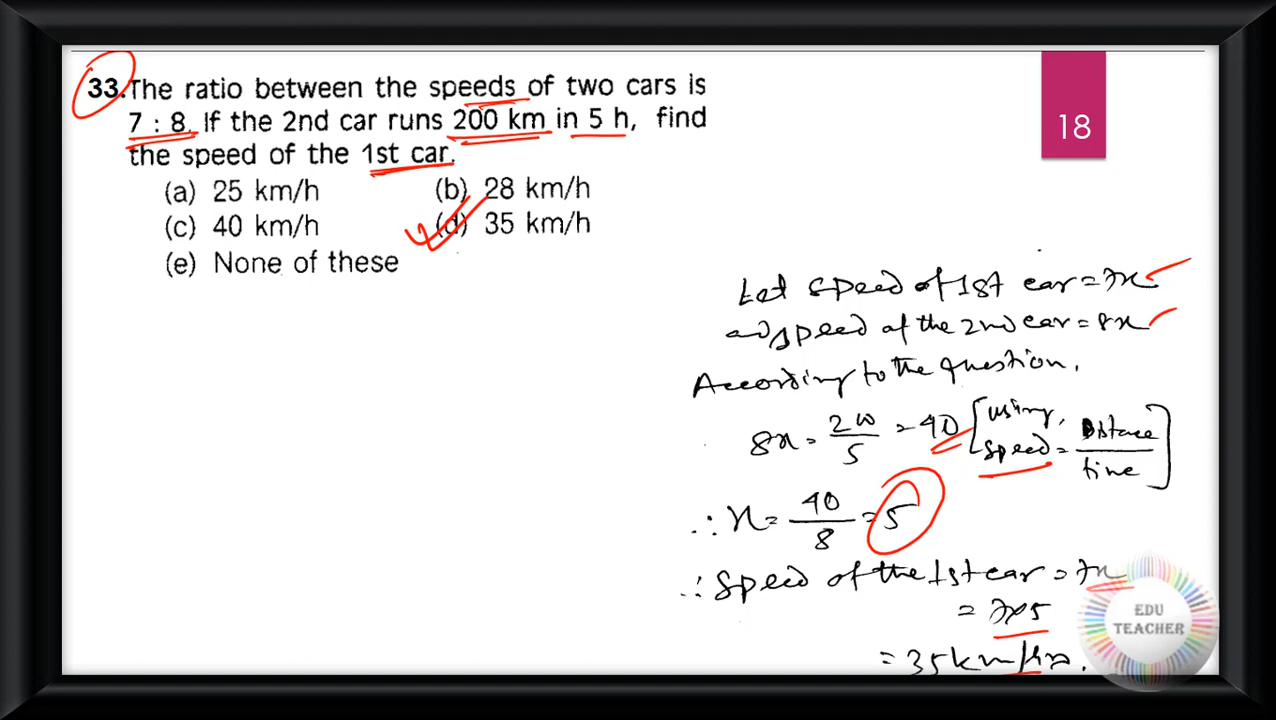 33. The ratio between the speeds of two cars is
7 : 8. If the 2nd car runs 200 km in 5 h, find
the speed of the 1st car.
(a) 25 km/h (b) 28 km/h
(c) 40 km/h (d) 35 km/h
(e) None of these
18
Let speed of 1st car = 7x
and speed of the 2nd car = 8x
According to the question,
8x = 200/5 = 40 [using, speed = Distance/time]
∴ x = 40/8 = 5
∴ speed of the 1st car = 7x
= 7×5
= 35 km/hr.
EDU
TEACHER